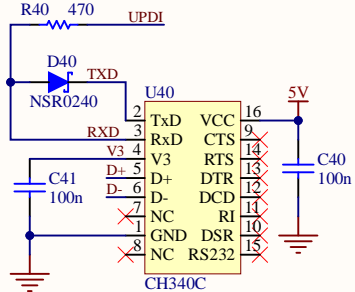 R40 470 UPDI
D40
TXD
NSR0240
U40
5V
2 TxD VCC 16
RXD 3 RxD CTS 9
V3 4 V3 RTS 14
D+ 5 D+ DTR 13
D- 6 D- DCD 12
7 NC RI 11
1 GND DSR 10
8 NC RS232 15
CH340C
C41
100n
C40
100n